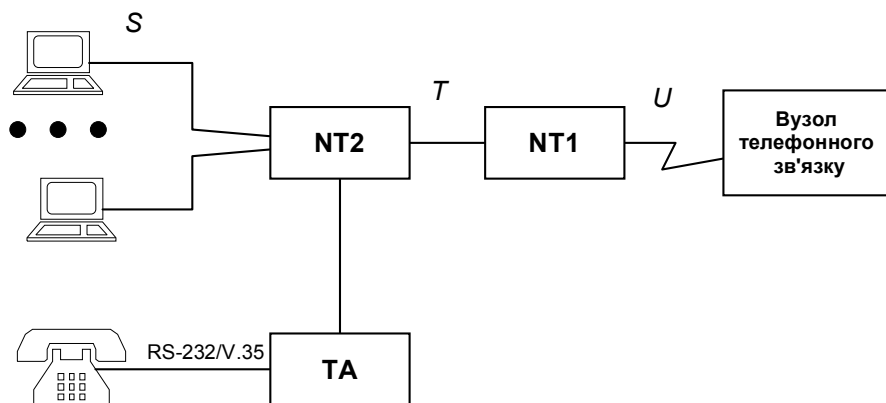 S
T
U
NT2
NT1
Вузол
телефонного
зв'язку
RS-232/V.35
TA